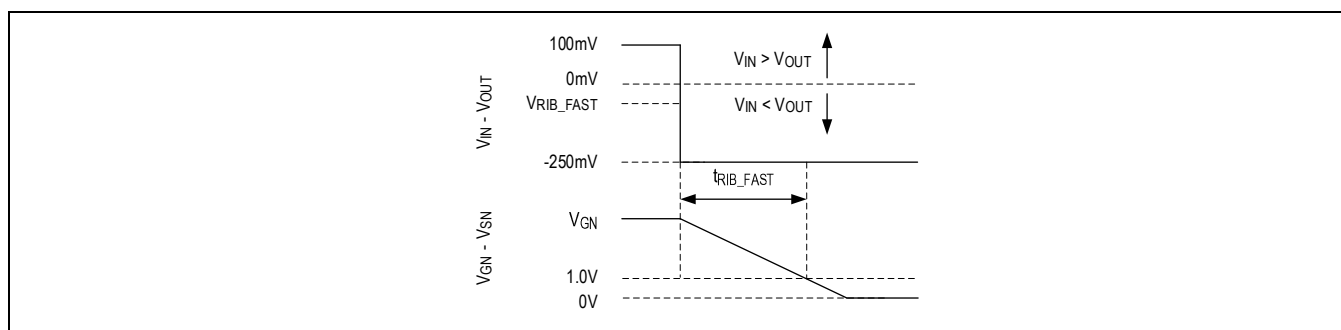 100mV
VIN > VOUT
0mV
VIN - VOUT
VRIB_FAST
VIN < VOUT
-250mV
tRIB_FAST
VGN
VGN - VSN
1.0V
0V